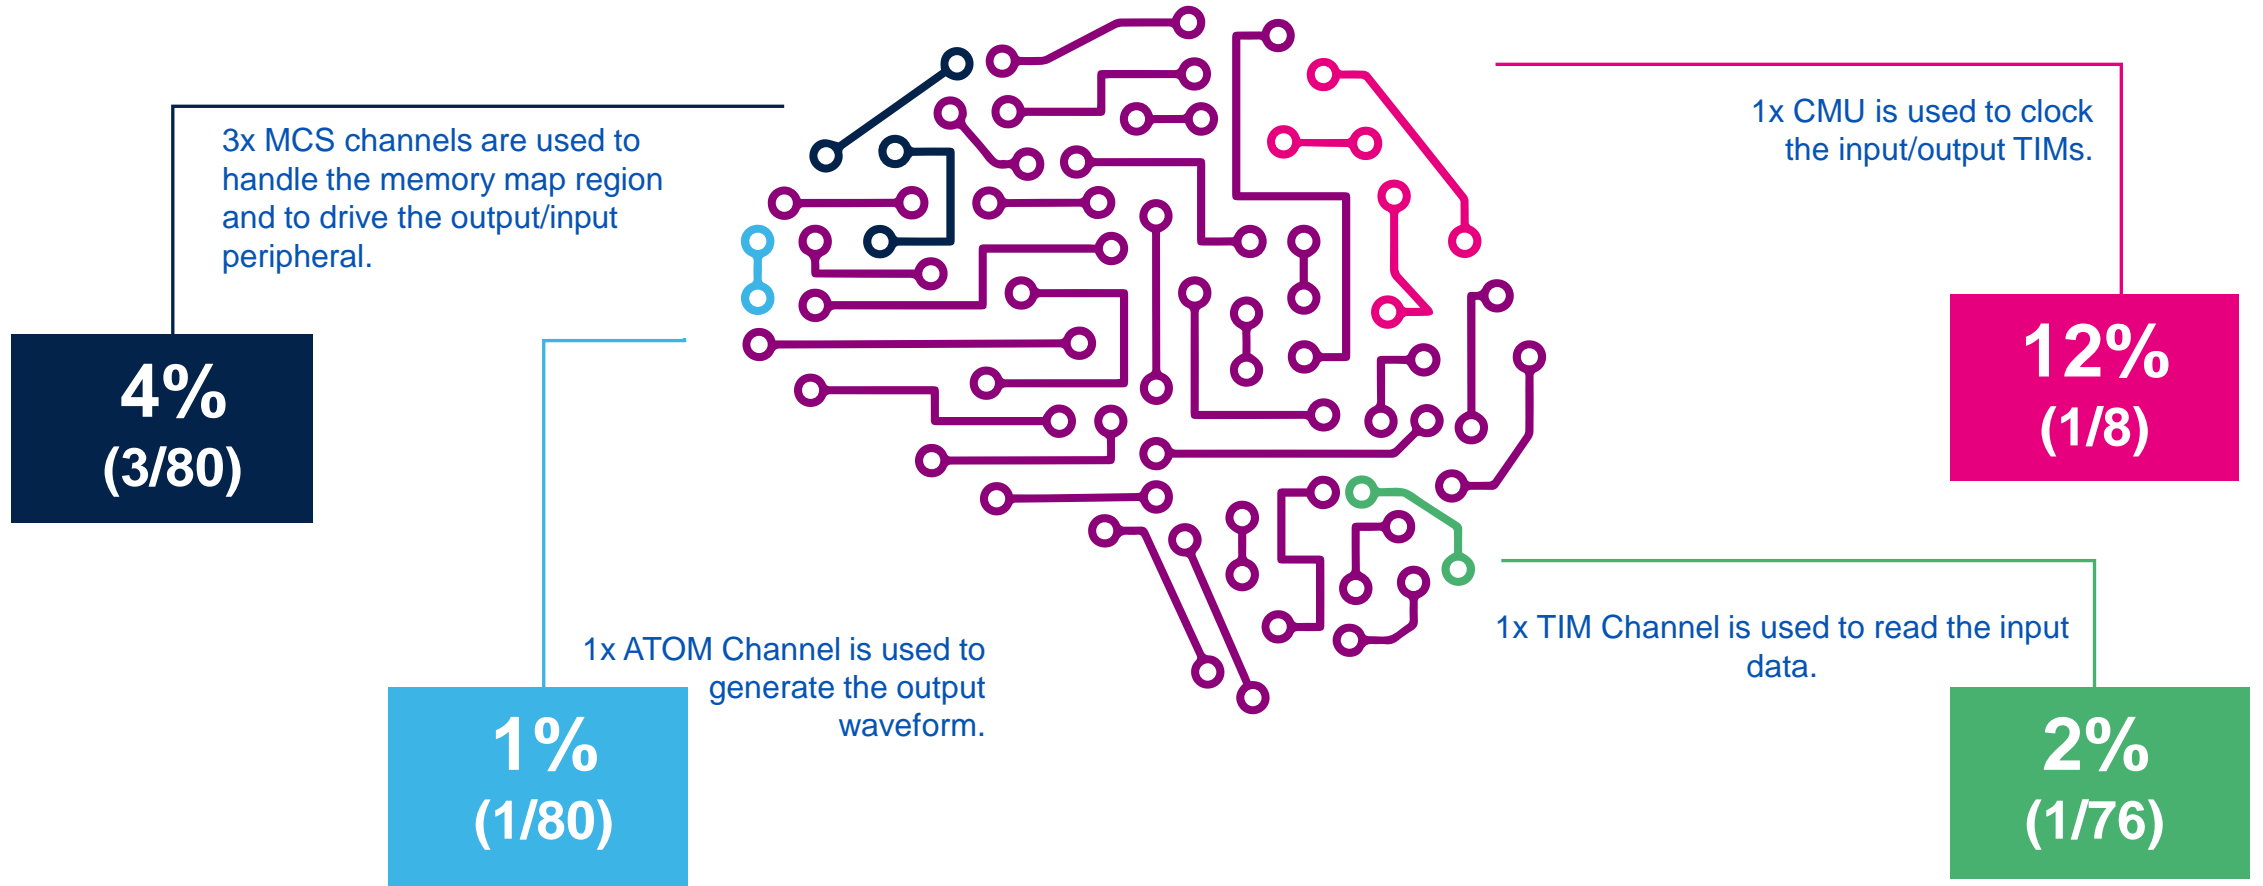 3x MCS channels are used to
handle the memory map region
and to drive the output/input
peripheral.
4%
(3/80)
1x CMU is used to clock
the input/output TIMs.
12%
(1/8)
1x ATOM Channel is used to
generate the output
waveform.
1%
(1/80)
1x TIM Channel is used to read the input
data.
2%
(1/76)